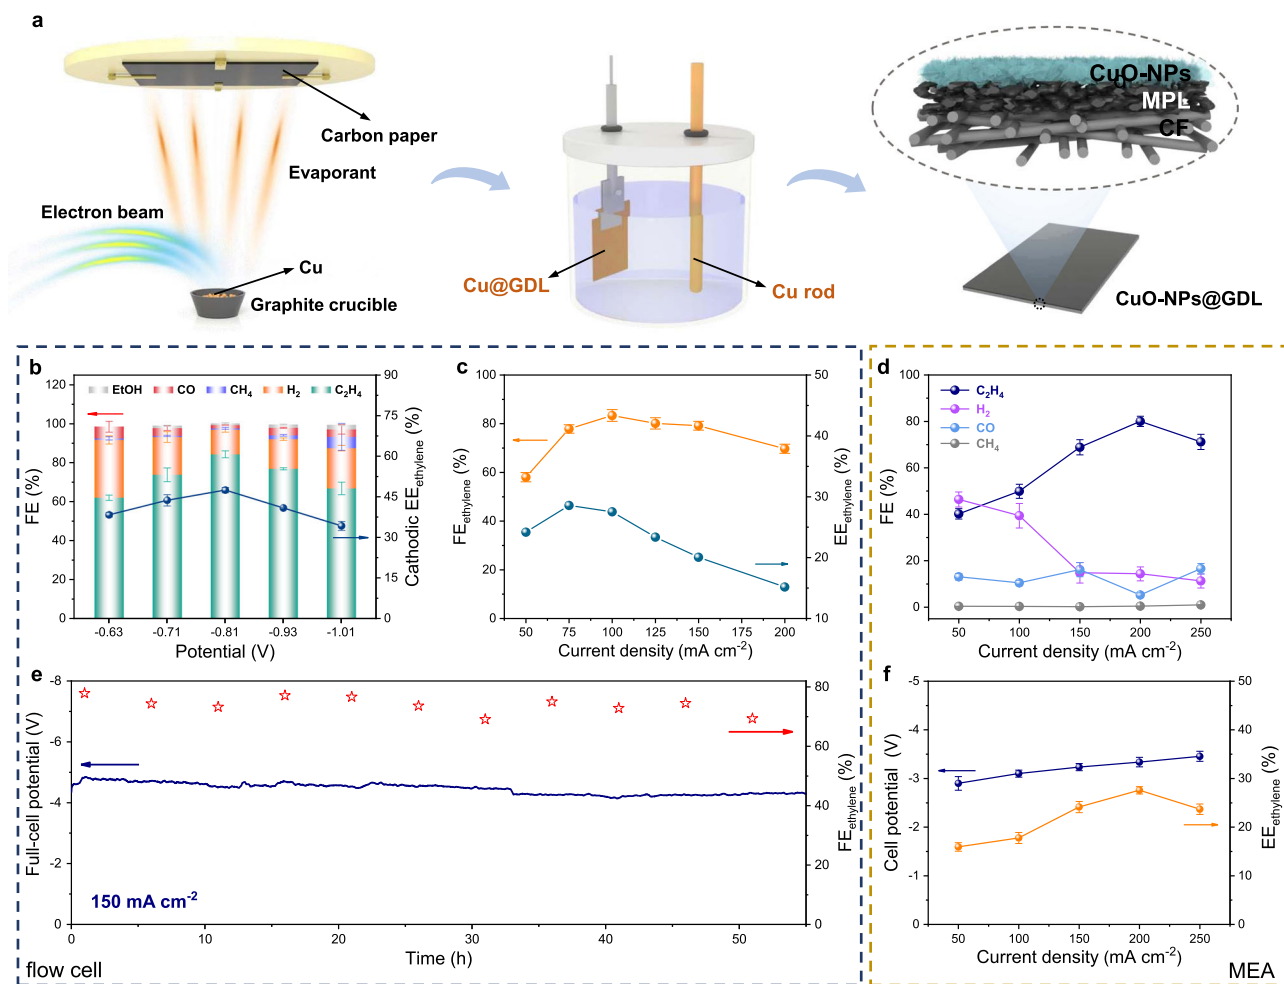 a
Carbon paper
Evaporant
Electron beam
Cu
Graphite crucible
Cu@GDL
Cu rod
CuO-NPs
MPL
CF
CuO-NPs@GDL
b
EtOH CO CH₄ H₂ C₂H₄
FE (%)
0 20 40 60 80 100 120
Cathodic EE_ethylene (%)
0 15 30 45 60 75 90
-0.63 -0.71 -0.81 -0.93 -1.01
Potential (V)
c
FE_ethylene (%)
0 20 40 60 80 100
EE_ethylene (%)
10 20 30 40 50
50 75 100 125 150 200
Current density (mA cm⁻²)
d
C₂H₄
H₂
CO
CH₄
FE (%)
0 20 40 60 80 100
50 100 150 200 250
Current density (mA cm⁻²)
e
Full-cell potential (V)
0 -2 -4 -6 -8
FE_ethylene (%)
0 20 40 60 80
150 mA cm⁻²
0 10 20 30 40 50
Time (h)
flow cell
f
Cell potential (V)
0 -1 -2 -3 -4 -5
EE_ethylene (%)
0 10 20 30 40 50
50 100 150 200 250
Current density (mA cm⁻²)
MEA